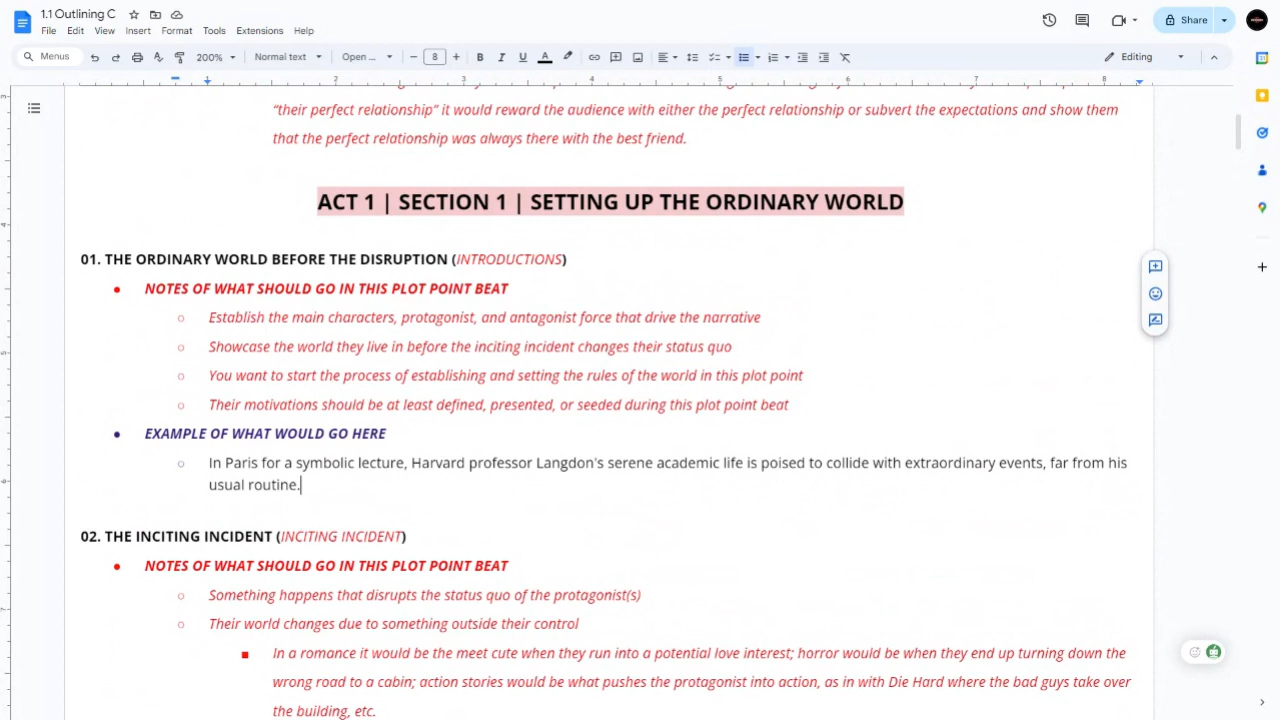 1.1 Outlining C
File Edit View Insert Format Tools Extensions Help
Share
Menus 200% Normal text Open ... 8 B I U A Editing
2 3 4 5 6 7 8
“their perfect relationship” it would reward the audience with either the perfect relationship or subvert the expectations and show them
that the perfect relationship was always there with the best friend.
ACT 1 | SECTION 1 | SETTING UP THE ORDINARY WORLD
01. THE ORDINARY WORLD BEFORE THE DISRUPTION (INTRODUCTIONS)
● NOTES OF WHAT SHOULD GO IN THIS PLOT POINT BEAT
○ Establish the main characters, protagonist, and antagonist force that drive the narrative
○ Showcase the world they live in before the inciting incident changes their status quo
○ You want to start the process of establishing and setting the rules of the world in this plot point
○ Their motivations should be at least defined, presented, or seeded during this plot point beat
● EXAMPLE OF WHAT WOULD GO HERE
○ In Paris for a symbolic lecture, Harvard professor Langdon's serene academic life is poised to collide with extraordinary events, far from his
usual routine.
02. THE INCITING INCIDENT (INCITING INCIDENT)
● NOTES OF WHAT SHOULD GO IN THIS PLOT POINT BEAT
○ Something happens that disrupts the status quo of the protagonist(s)
○ Their world changes due to something outside their control
■ In a romance it would be the meet cute when they run into a potential love interest; horror would be when they end up turning down the
wrong road to a cabin; action stories would be what pushes the protagonist into action, as in with Die Hard where the bad guys take over
the building, etc.